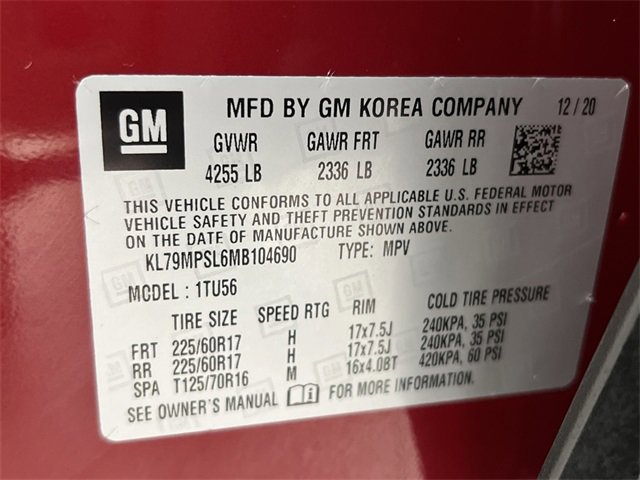 GM MFD BY GM KOREA COMPANY 12/20
GVWR GAWR FRT GAWR RR
4255 LB 2336 LB 2336 LB
THIS VEHICLE CONFORMS TO ALL APPLICABLE U.S. FEDERAL MOTOR
VEHICLE SAFETY AND THEFT PREVENTION STANDARDS IN EFFECT
ON THE DATE OF MANUFACTURE SHOWN ABOVE.
KL79MPSL6MB104690 TYPE: MPV
MODEL : 1TU56
TIRE SIZE SPEED RTG RIM COLD TIRE PRESSURE
FRT 225/60R17 H 17x7.5J 240KPA, 35 PSI
RR 225/60R17 H 17x7.5J 240KPA, 35 PSI
SPA T125/70R16 M 16x4.0BT 420KPA, 60 PSI
SEE OWNER'S MANUAL i FOR MORE INFORMATION.